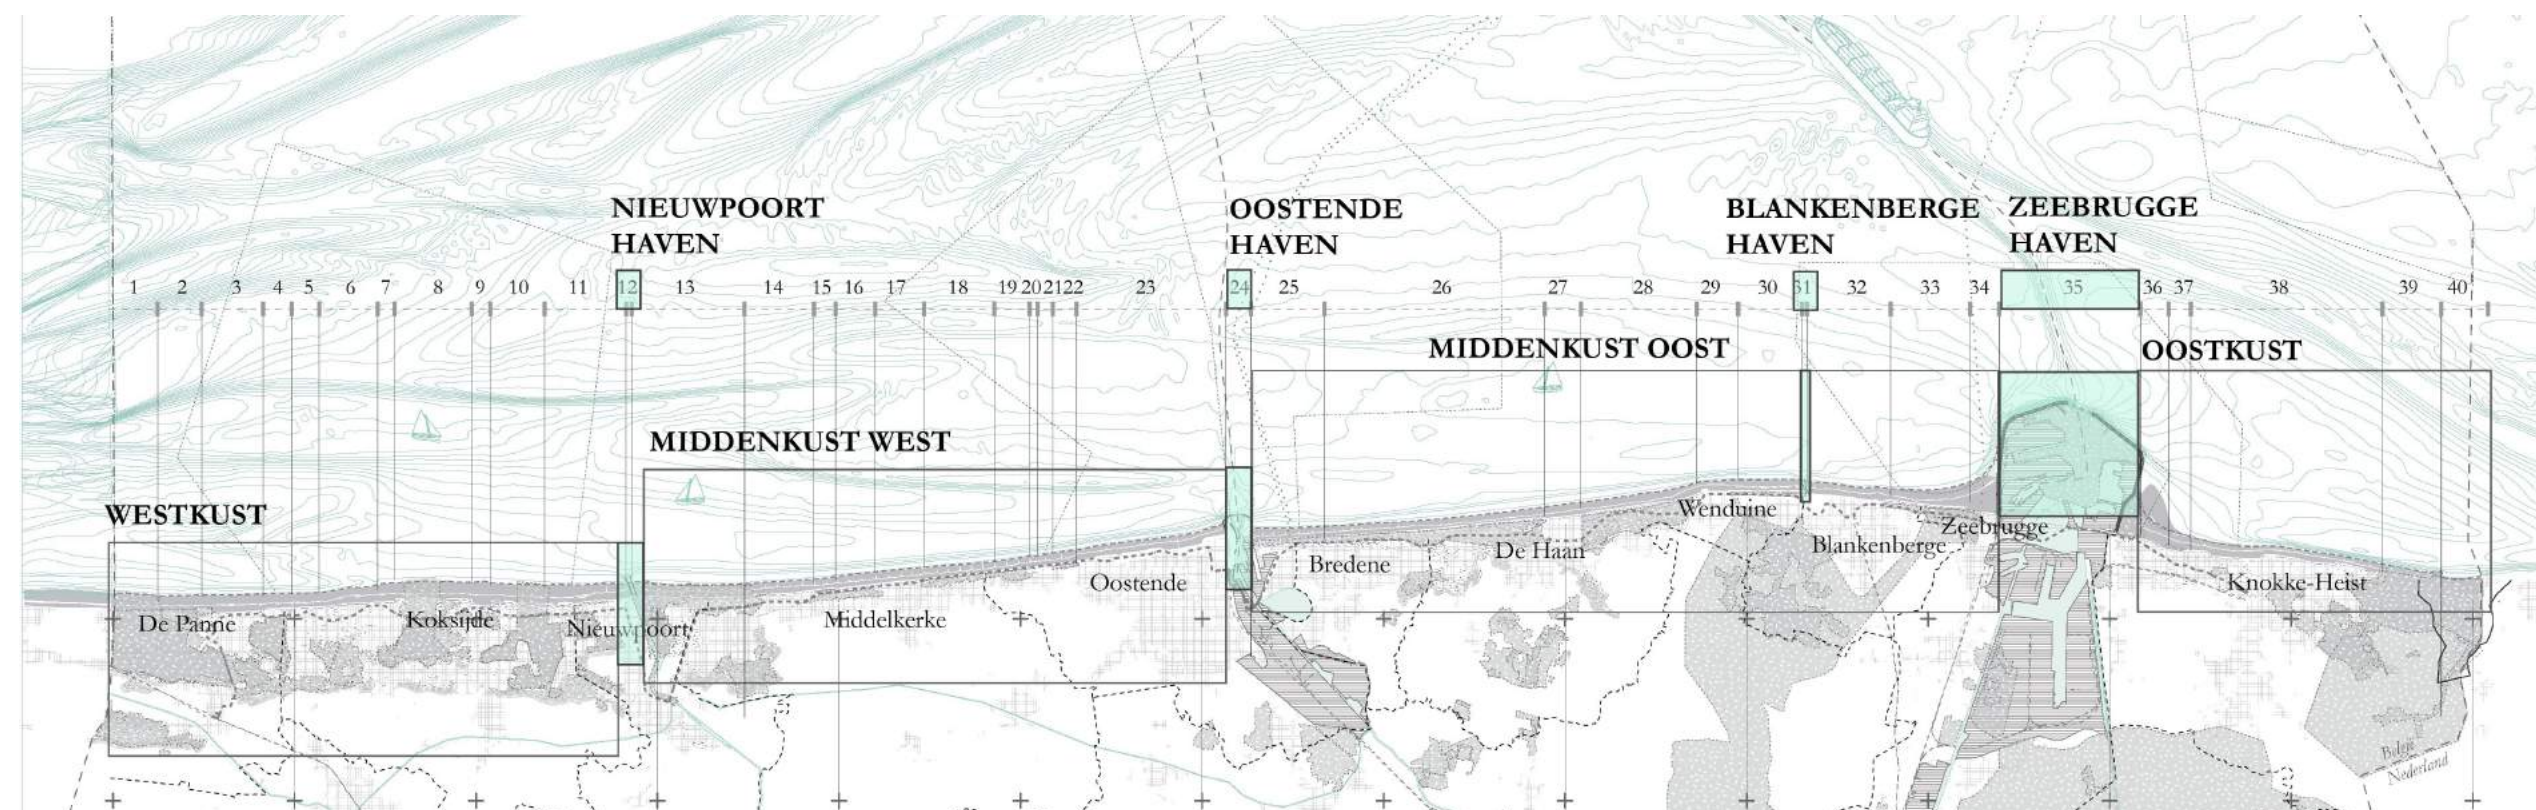 NIEUWPOORT
HAVEN
OOSTENDE
HAVEN
BLANKENBERGE
HAVEN
ZEEBRUGGE
HAVEN
1 2 3 4 5 6 7 8 9 10 11 12 13 14 15 16 17 18 19 20 21 22 23 24 25 26 27 28 29 30 31 32 33 34 35 36 37 38 39 40
MIDDENKUST OOST
OOSTKUST
MIDDENKUST WEST
WESTKUST
Wenduine
Zeebrugge
Blankenberge
De Haan
Bredene
Oostende
Knokke-Heist
De Panne
Koksijde
Nieuwpoort
Middelkerke
België
Nederland